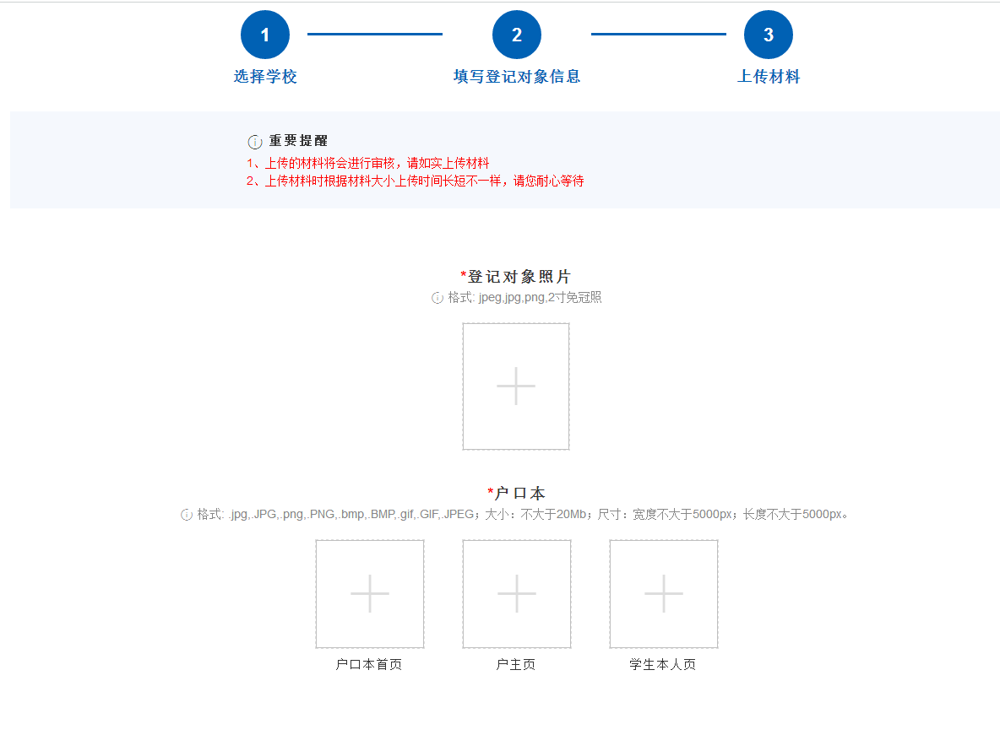 1
2
3
选择学校
填写登记对象信息
上传材料
重要提醒
1、上传的材料将会进行审核，请如实上传材料
2、上传材料时根据材料大小上传时间长短不一样，请您耐心等待
*登记对象照片
格式: jpeg,jpg,png,2寸免冠照
*户口本
格式: .jpg,.JPG,.png,.PNG,.bmp,.BMP,.gif,.GIF,.JPEG；大小：不大于20Mb；尺寸：宽度不大于5000px；长度不大于5000px。
户口本首页
户主页
学生本人页